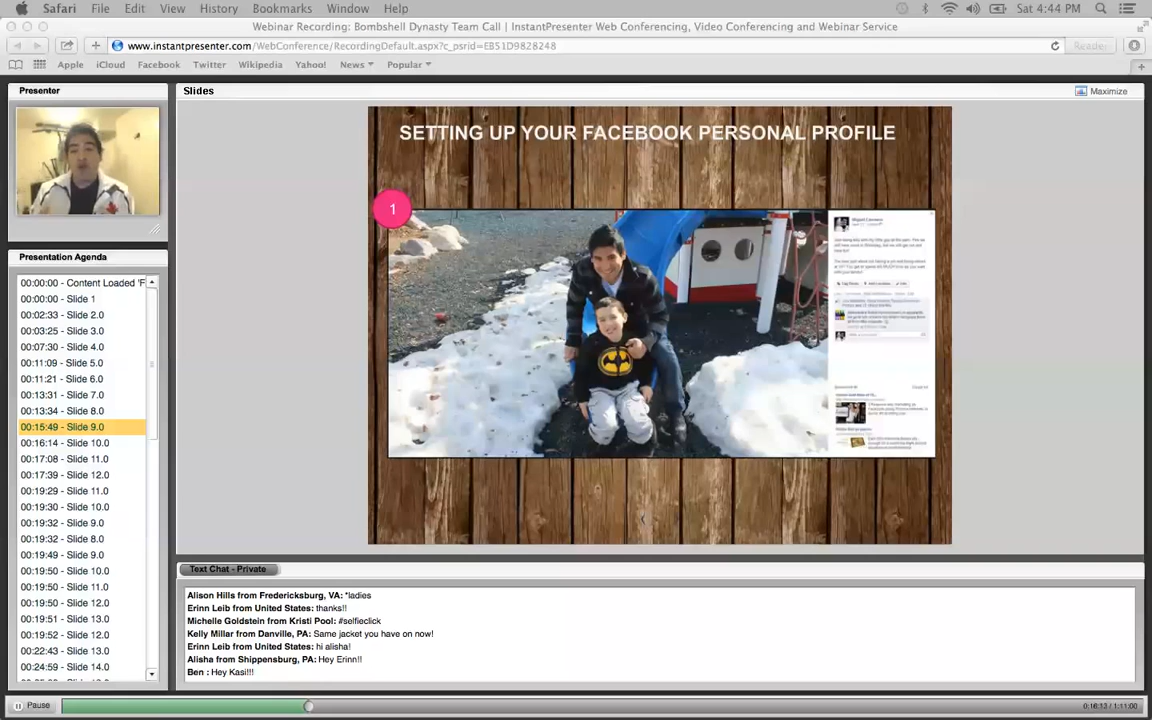 Safari File Edit View History Bookmarks Window Help Sat 4:44 PM
Webinar Recording: Bombshell Dynasty Team Call | InstantPresenter Web Conferencing, Video Conferencing and Webinar Service
www.instantpresenter.com/WebConference/RecordingDefault.aspx?c_psrid=EB51D9828248 Reader
Apple iCloud Facebook Twitter Wikipedia Yahoo! News Popular
Presenter
Slides
Maximize
SETTING UP YOUR FACEBOOK PERSONAL PROFILE
1
Presentation Agenda
00:00:00 - Content Loaded 'F
00:00:00 - Slide 1
00:02:33 - Slide 2.0
00:03:25 - Slide 3.0
00:07:30 - Slide 4.0
00:11:09 - Slide 5.0
00:11:21 - Slide 6.0
00:13:31 - Slide 7.0
00:13:34 - Slide 8.0
00:15:49 - Slide 9.0
00:16:14 - Slide 10.0
00:17:08 - Slide 11.0
00:17:39 - Slide 12.0
00:19:29 - Slide 11.0
00:19:30 - Slide 10.0
00:19:32 - Slide 9.0
00:19:32 - Slide 8.0
00:19:49 - Slide 9.0
00:19:50 - Slide 10.0
00:19:50 - Slide 11.0
00:19:50 - Slide 12.0
00:19:51 - Slide 13.0
00:19:52 - Slide 12.0
00:22:43 - Slide 13.0
00:24:59 - Slide 14.0
Text Chat - Private
Alison Hills from Fredericksburg, VA: *ladies
Erinn Leib from United States: thanks!!
Michelle Goldstein from Kristi Pool: #selfieclick
Kelly Millar from Danville, PA: Same jacket you have on now!
Erinn Leib from United States: hi alisha!
Alisha from Shippensburg, PA: Hey Erinn!!
Ben : Hey Kasi!!!
Pause
0:16:13 / 1:11:00